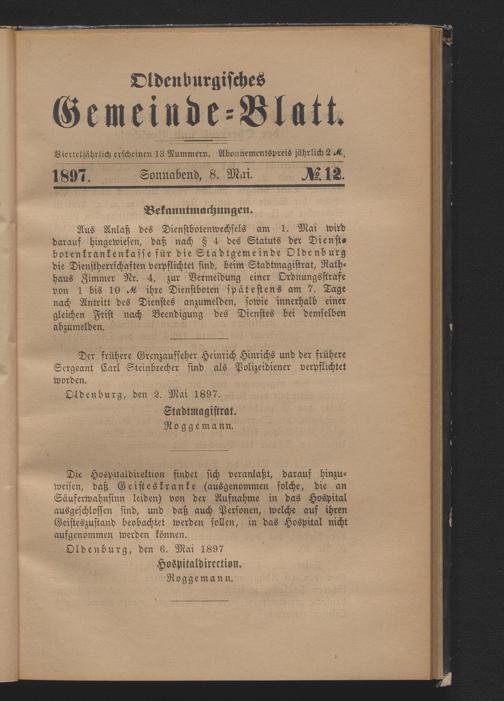 Oldenburgisches
Gemeinde=Blatt.
Vierteljährlich erscheinen 13 Nummern. Abonnementspreis jährlich 2 ℳ.
1897. Sonnabend, 8. Mai. № 12.
Bekanntmachungen.
Aus Anlaß des Dienstbotenwechsels am 1. Mai wird
darauf hingewiesen, daß nach § 4 des Statuts der Dienst=
botenkrankenkasse für die Stadtgemeinde Oldenburg
die Dienstherrschaften verpflichtet sind, beim Stadtmagistrat, Rath=
haus Zimmer Nr. 4, zur Vermeidung einer Ordnungsstrafe
von 1 bis 10 ℳ ihre Dienstboten spätestens am 7. Tage
nach Antritt des Dienstes anzumelden, sowie innerhalb einer
gleichen Frist nach Beendigung des Dienstes bei demselben
abzumelden.
Der frühere Grenzaufseher Heinrich Hinrichs und der frühere
Sergeant Carl Steinbrecher sind als Polizeidiener verpflichtet
worden.
Oldenburg, den 2. Mai 1897.
Stadtmagistrat.
Roggemann.
Die Hospitaldirektion findet sich veranlaßt, darauf hinzu=
weisen, daß Geisteskranke (ausgenommen solche, die an
Säuferwahnsinn leiden) von der Aufnahme in das Hospital
ausgeschlossen sind, und daß auch Personen, welche auf ihren
Geisteszustand beobachtet werden sollen, in das Hospital nicht
aufgenommen werden können.
Oldenburg, den 6. Mai 1897
Hospitaldirection.
Roggemann.